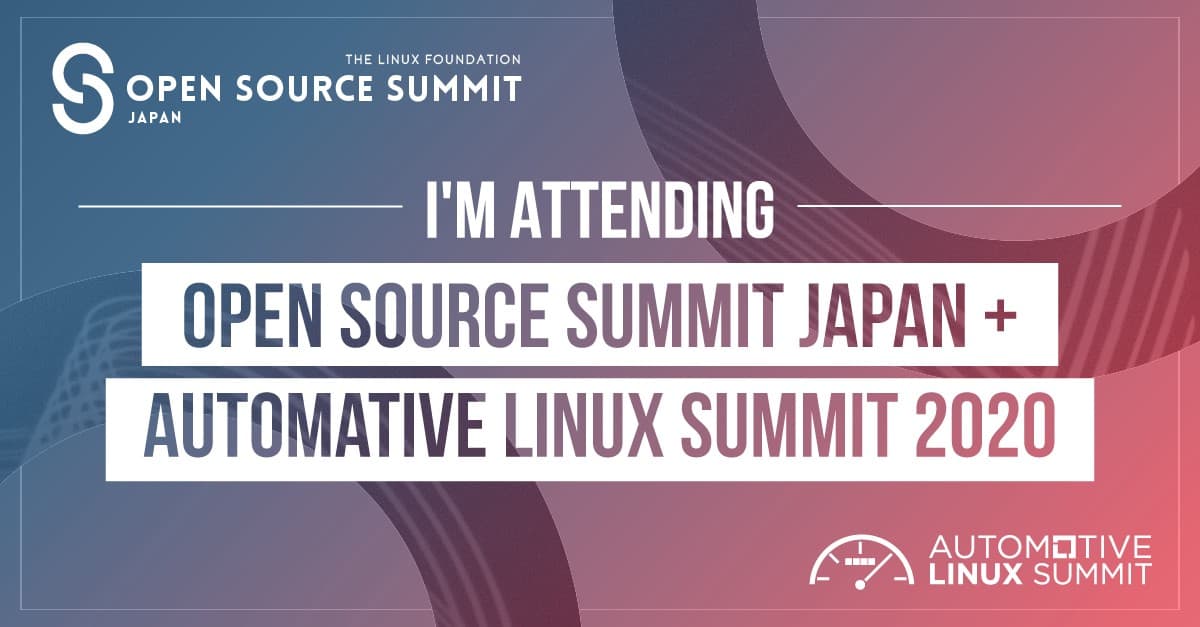 THE LINUX FOUNDATION
OPEN SOURCE SUMMIT
JAPAN
I'M ATTENDING
OPEN SOURCE SUMMIT JAPAN +
AUTOMATIVE LINUX SUMMIT 2020
AUTOMOTIVE
LINUX SUMMIT